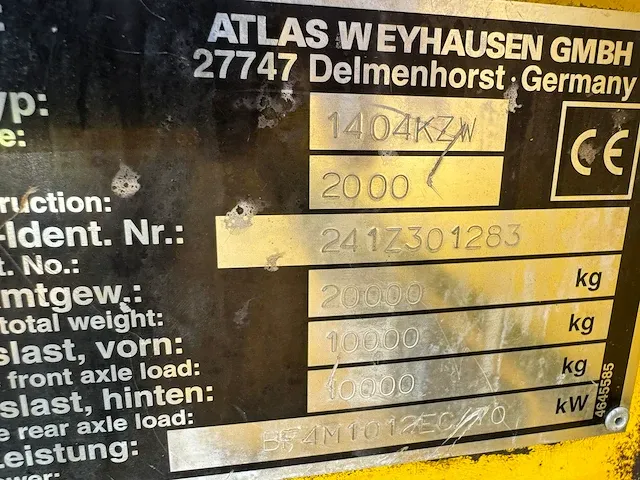 ATLAS WEYHAUSEN GMBH
27747 Delmenhorst · Germany
yp: 1404KZW
e:
2000
ruction:
-Ident. Nr.: 241Z301283
t. No.:
mtgew.: 20000 kg
total weight:
slast, vorn: 10000 kg
front axle load:
slast, hinten: 10000 kg
e rear axle load:
Leistung: kW
ower:
CE
4645585